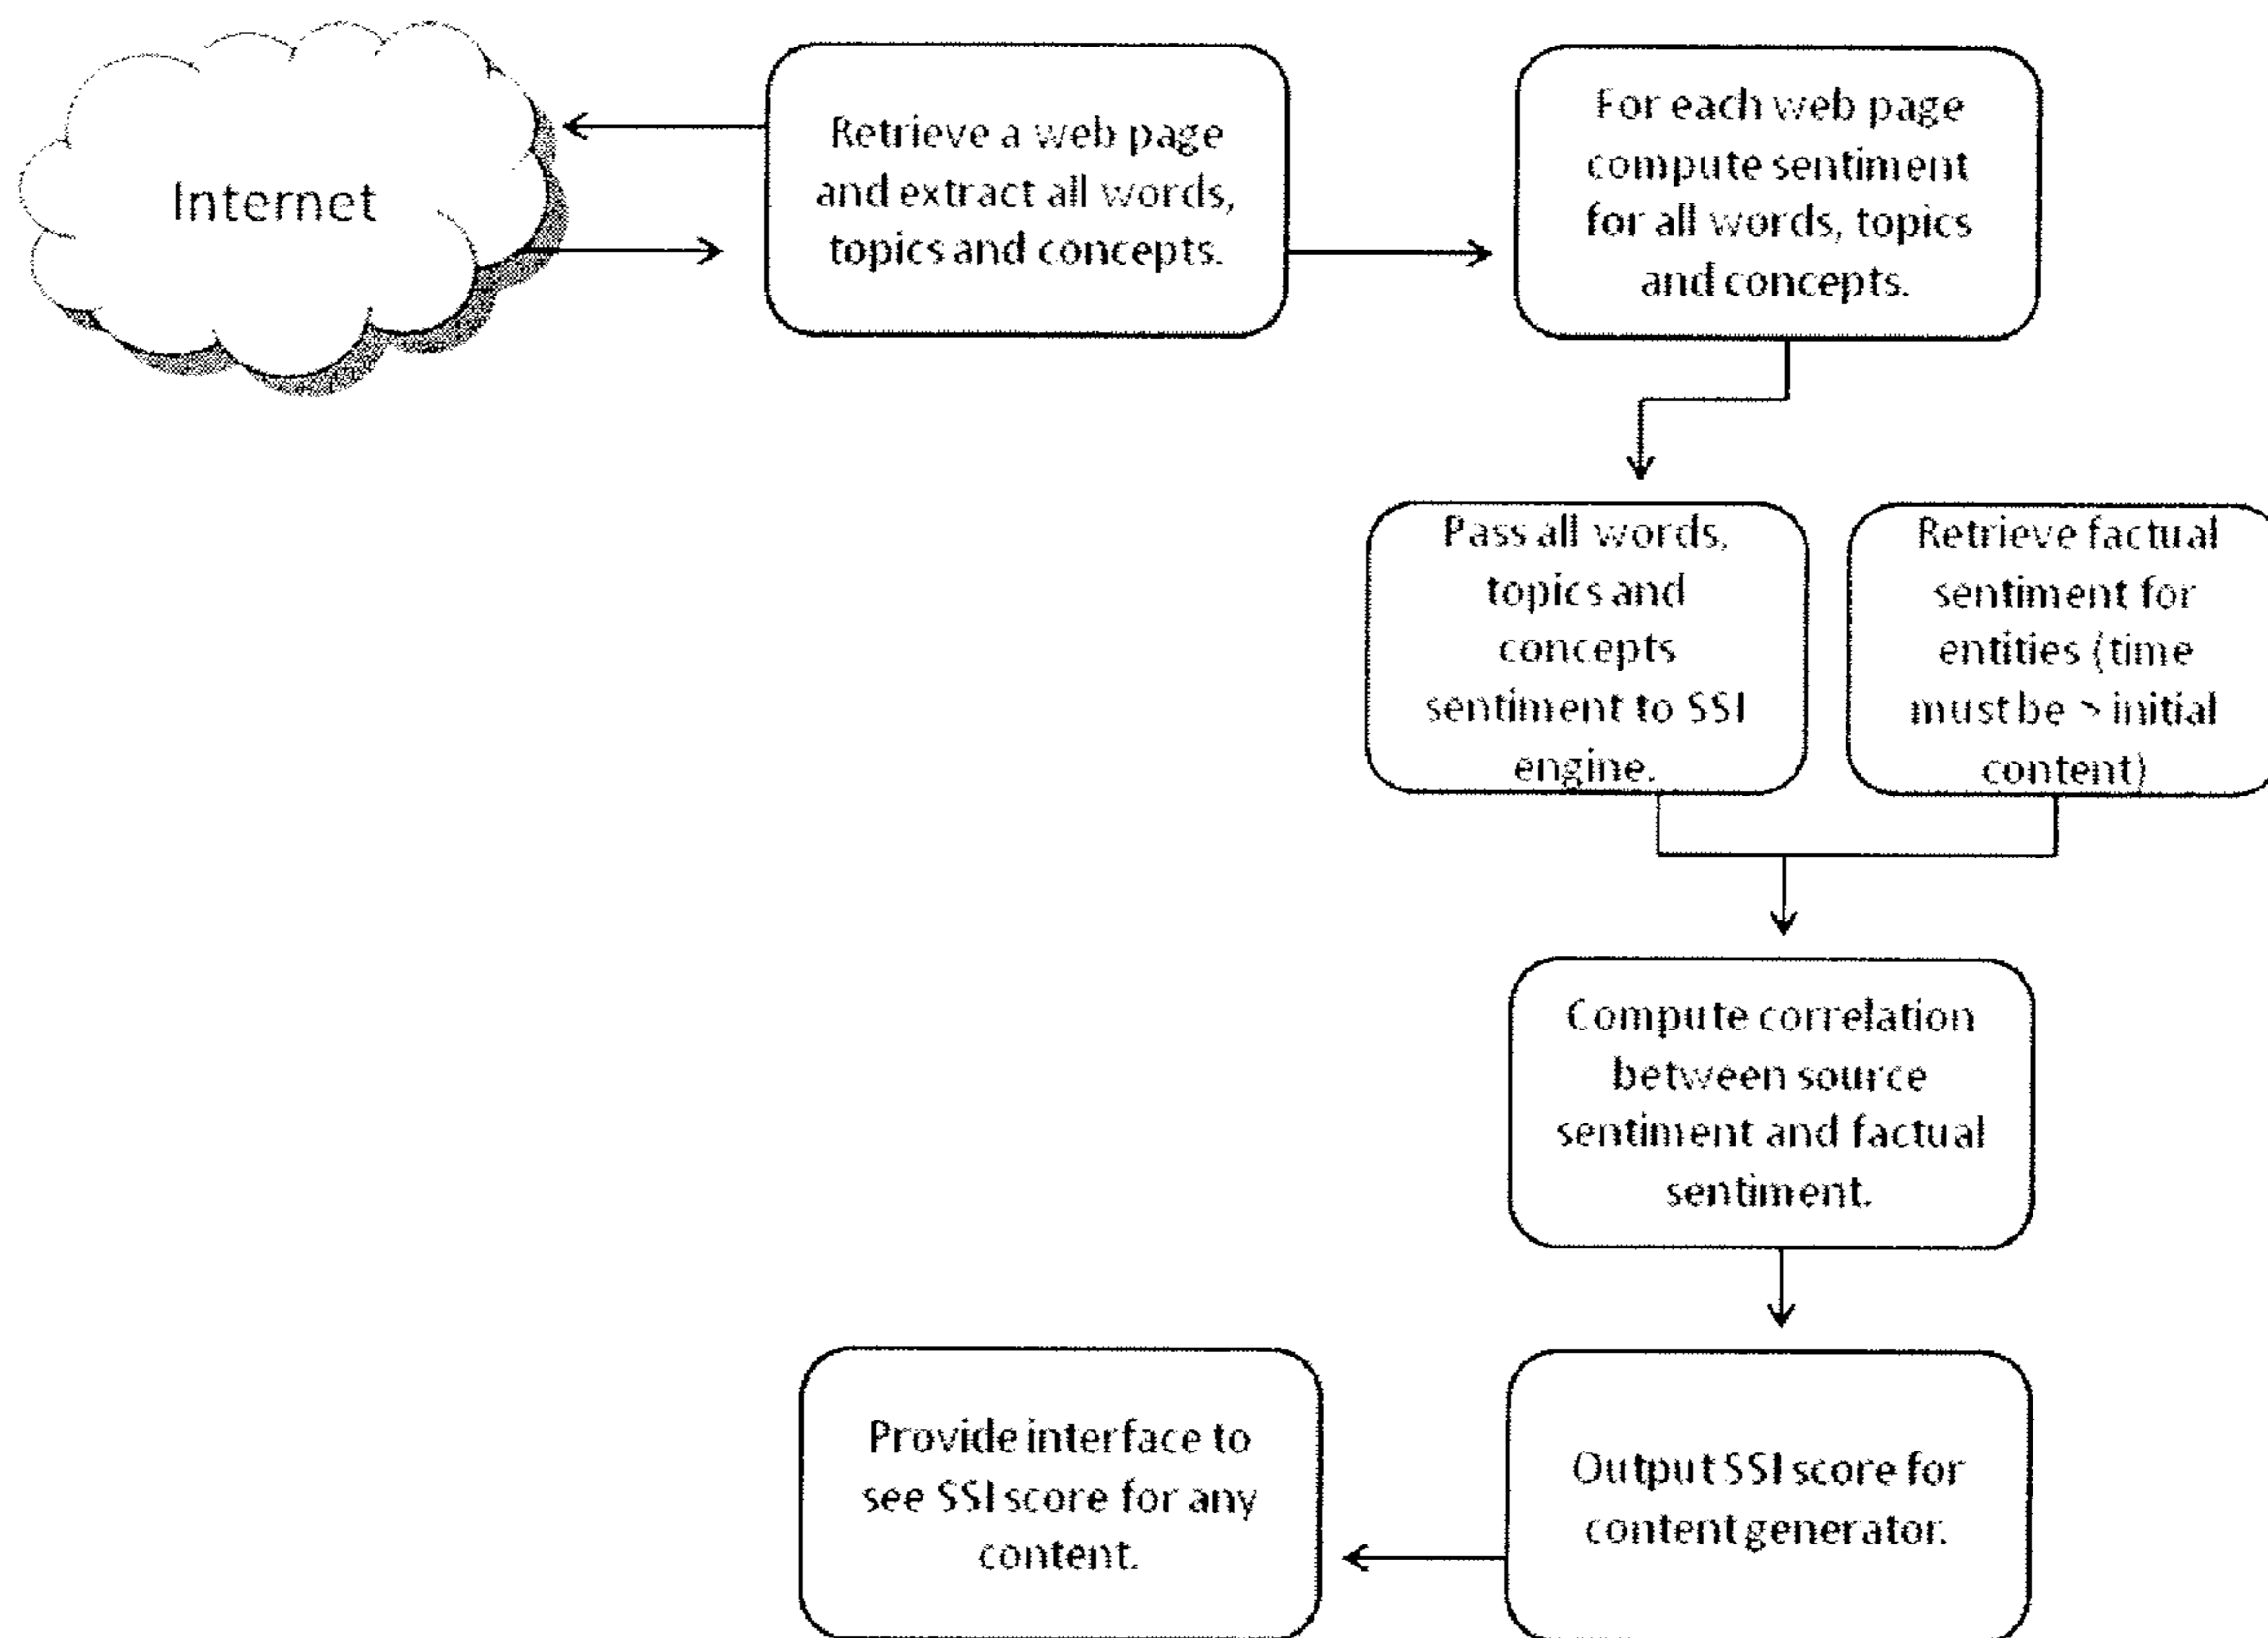 Internet
Retrieve a web page
and extract all words,
topics and concepts.
For each web page
compute sentiment
for all words, topics
and concepts.
Pass all words,
topics and
concepts
sentiment to SSI
engine.
Retrieve factual
sentiment for
entities (time
must be > initial
content)
Compute correlation
between source
sentiment and factual
sentiment.
Output SSI score for
content generator.
Provide interface to
see SSI score for any
content.